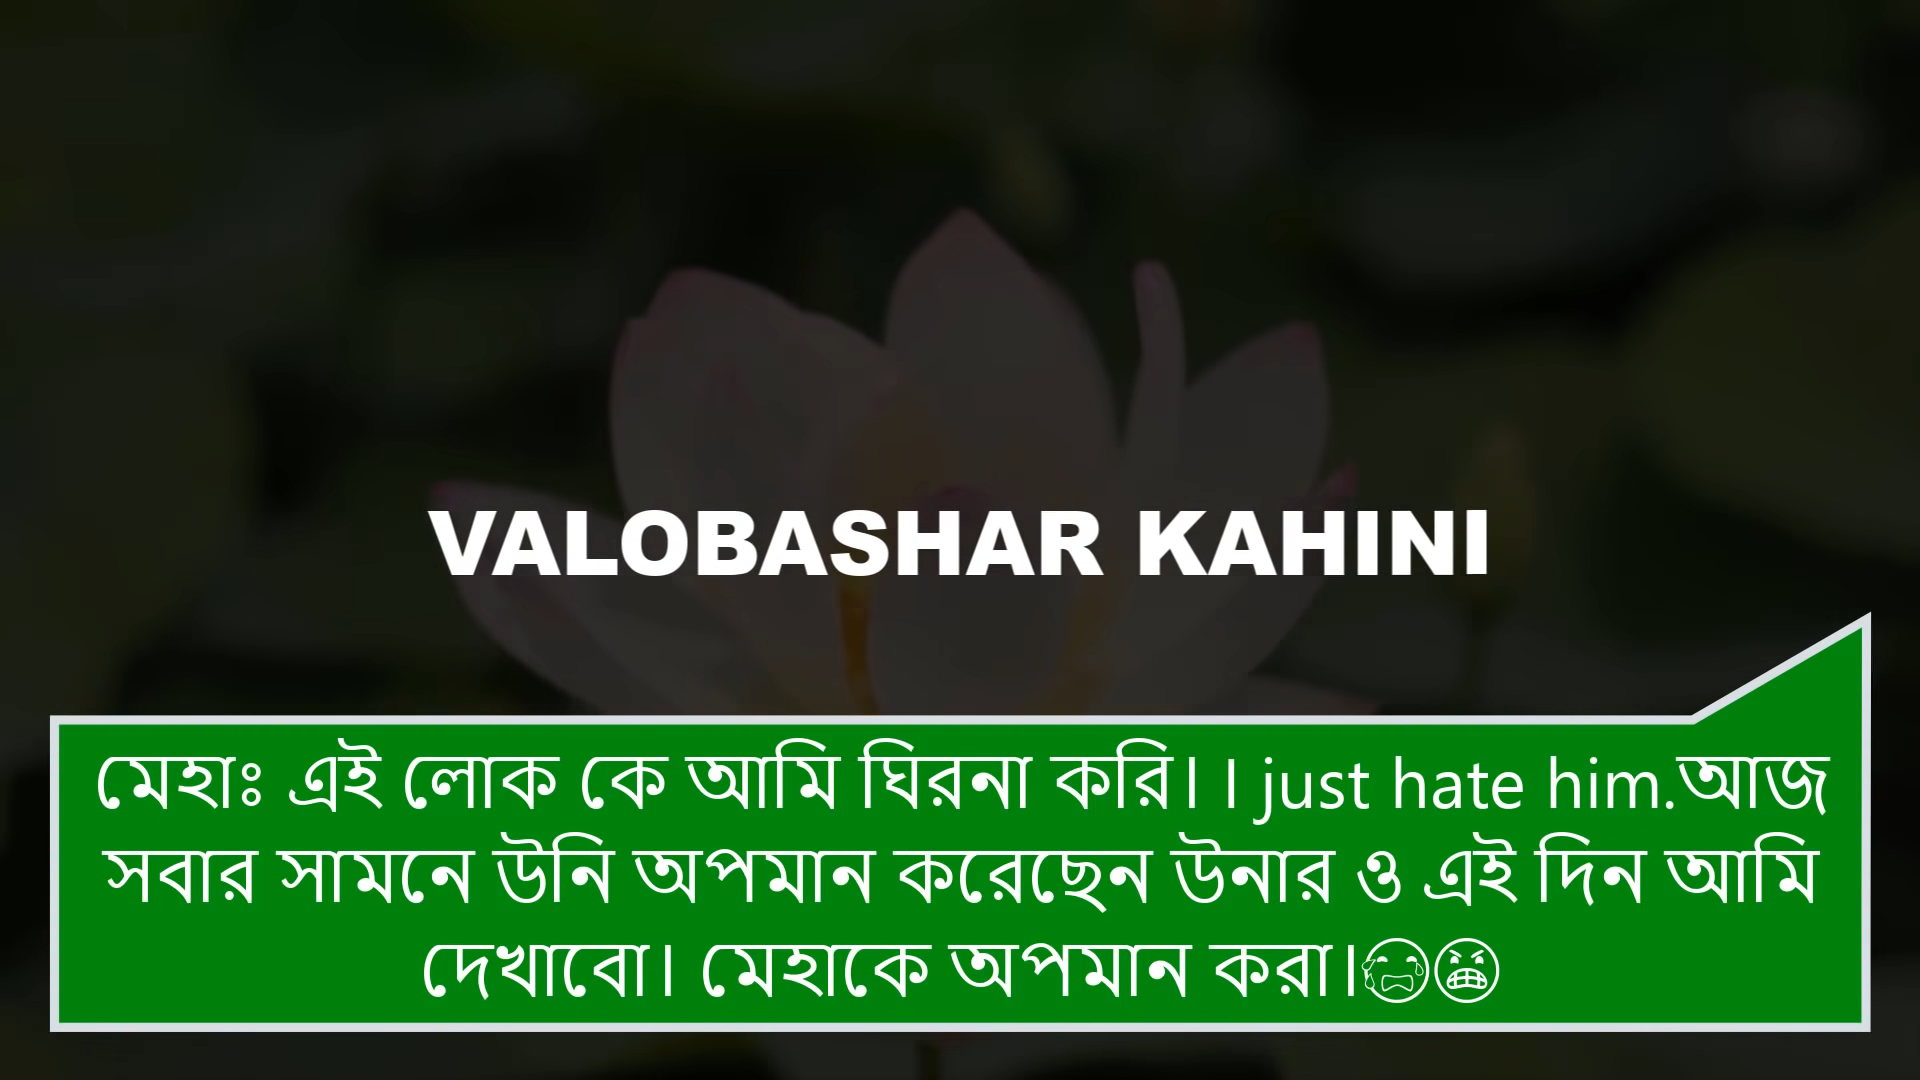 VALOBASHAR KAHINI
মেহাঃ এই লোক কে আমি ঘিরনা করি। I just hate him.আজ
সবার সামনে উনি অপমান করেছেন উনার ও এই দিন আমি
দেখাবো। মেহাকে অপমান করা।😭😬